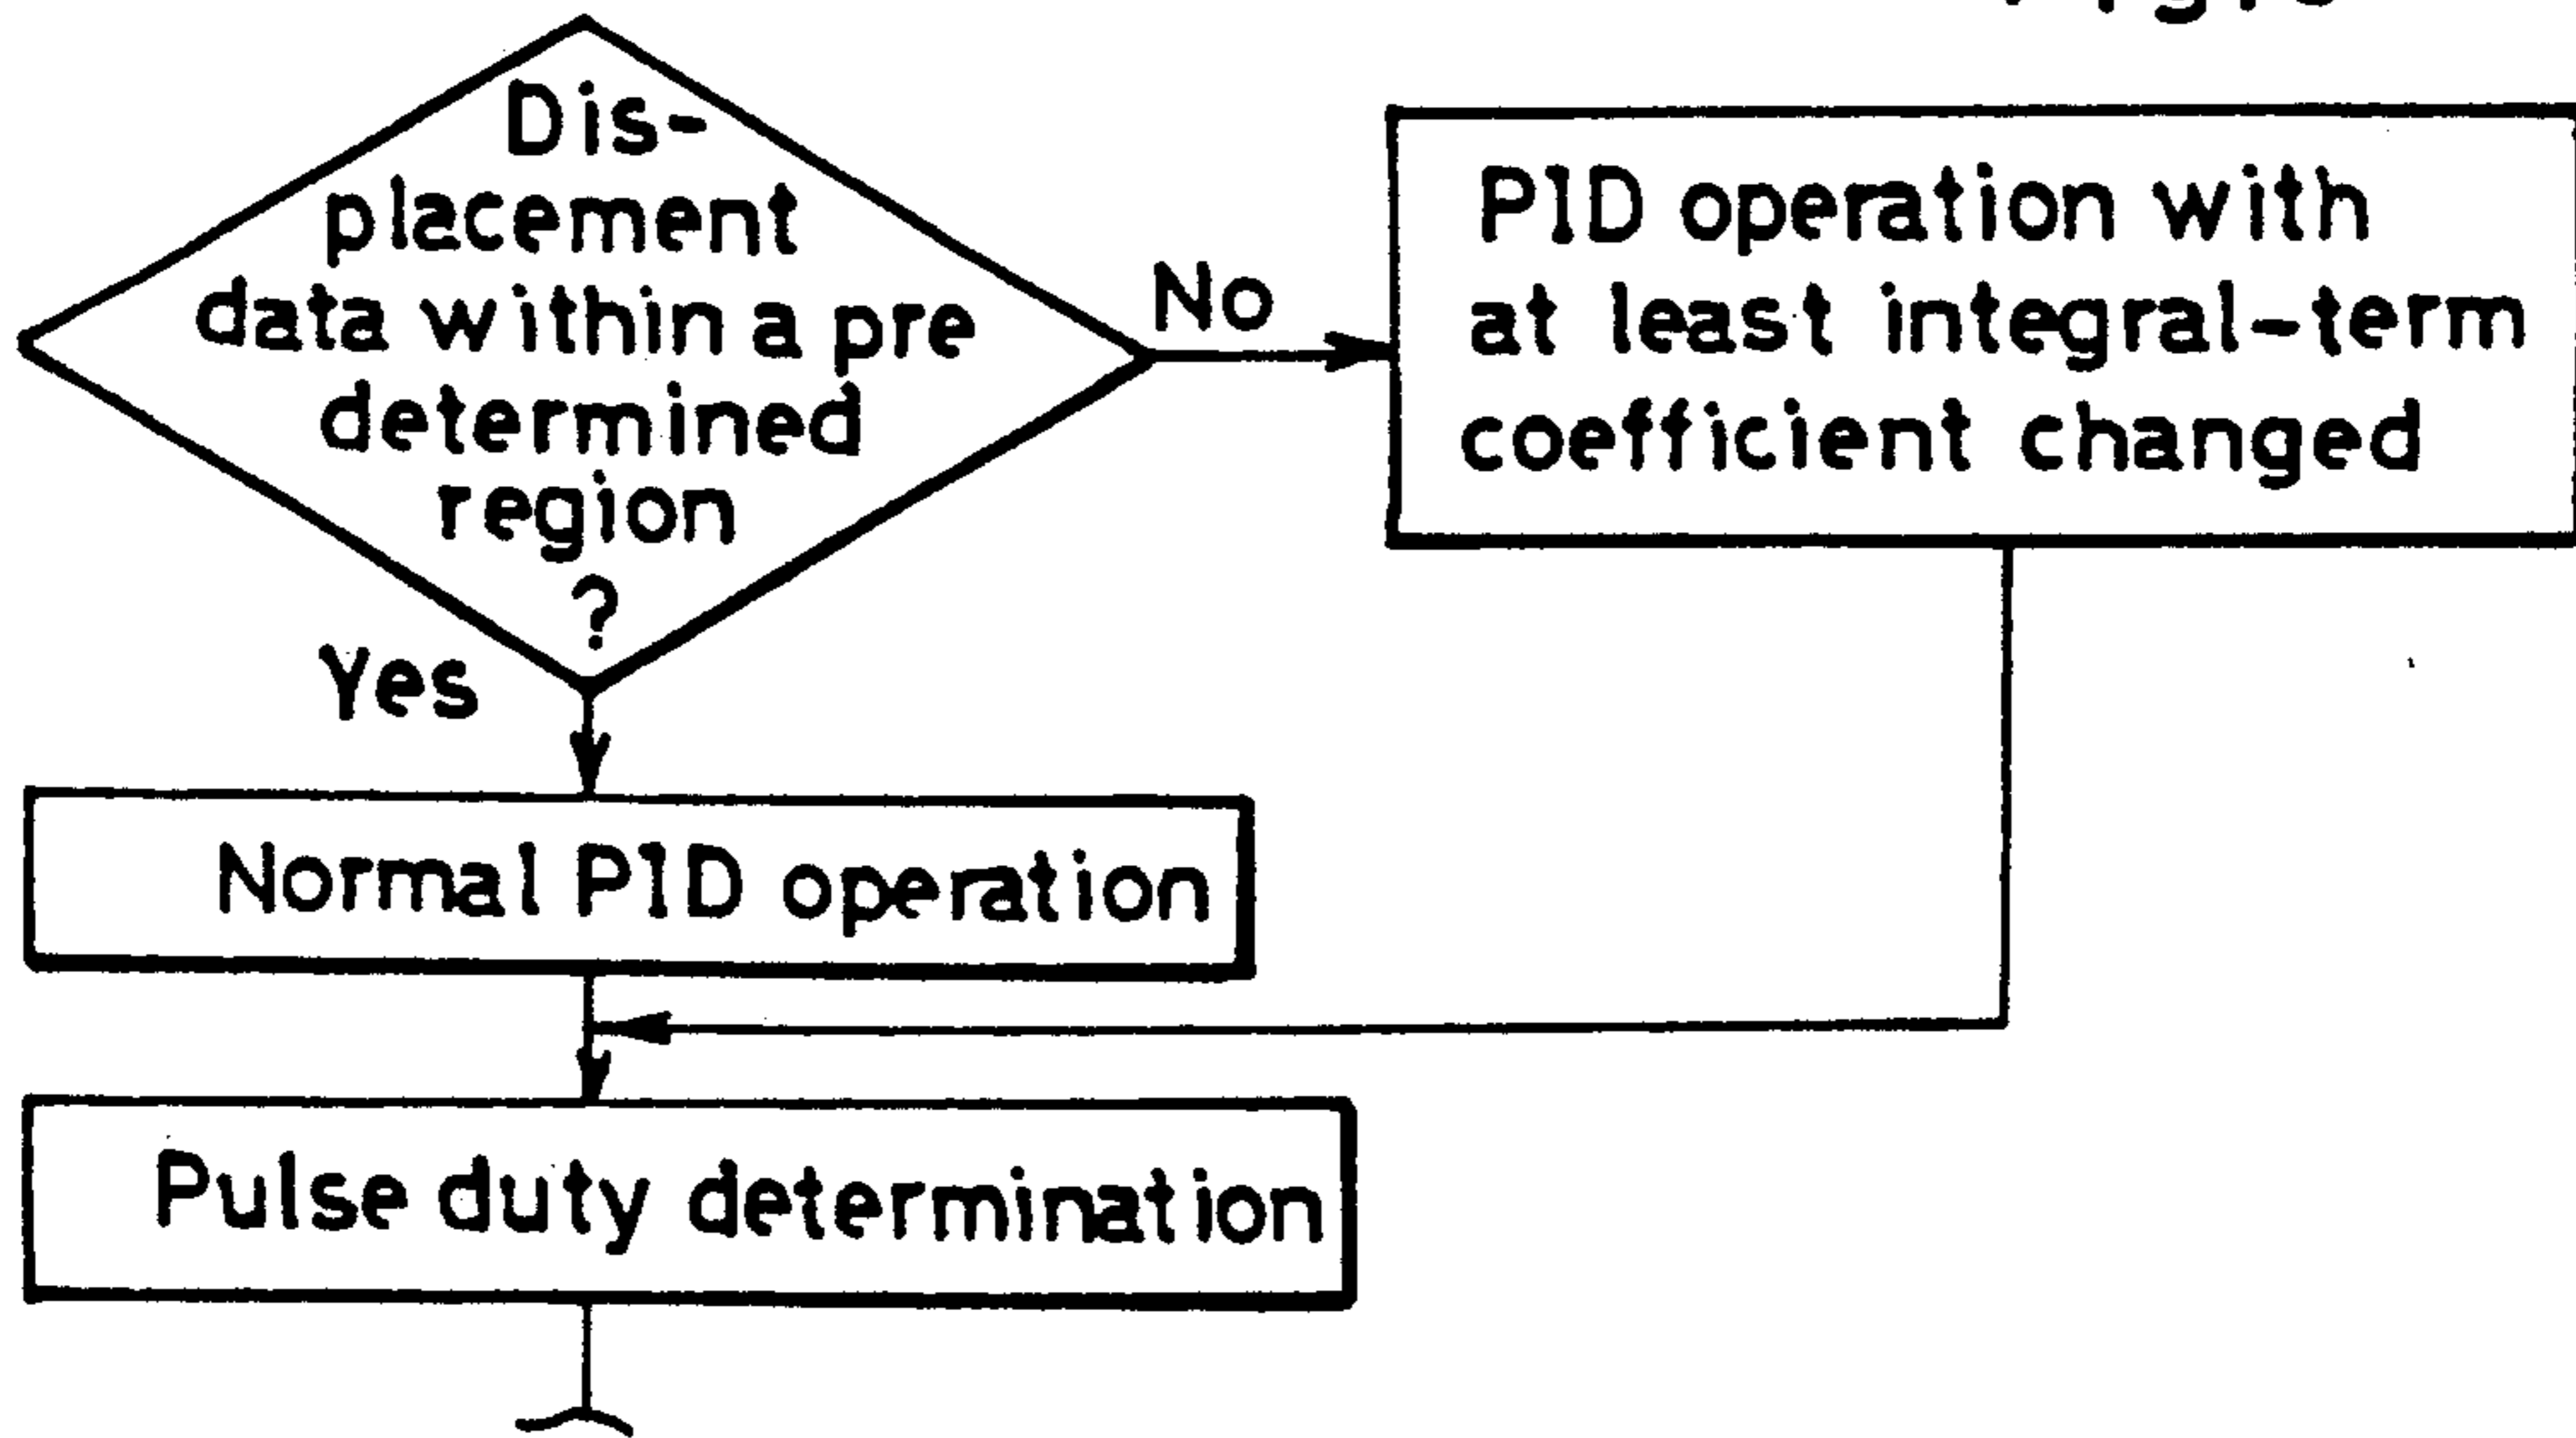 Dis-
placement
data within a pre
determined
region
?
No
PID operation with
at least integral-term
coefficient changed
Yes
Normal PID operation
Pulse duty determination